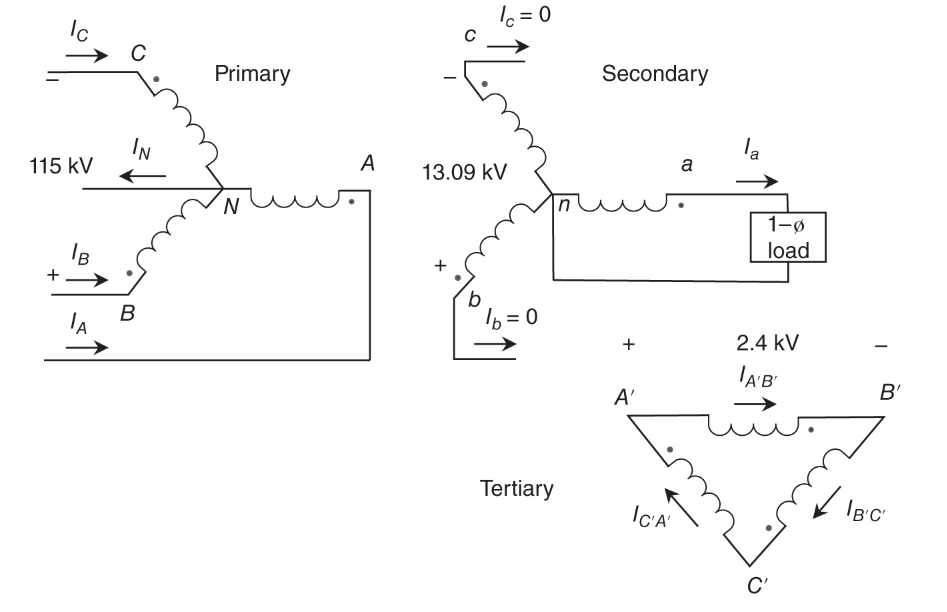 I_C
C
−
Primary
115 kV
I_N
A
N
I_B
+
B
I_A
I_c = 0
c
−
Secondary
13.09 kV
a
I_a
n
1–ø
load
+
b
I_b = 0
+ 2.4 kV −
I_A′B′
A′
B′
Tertiary
I_C′A′
I_B′C′
C′